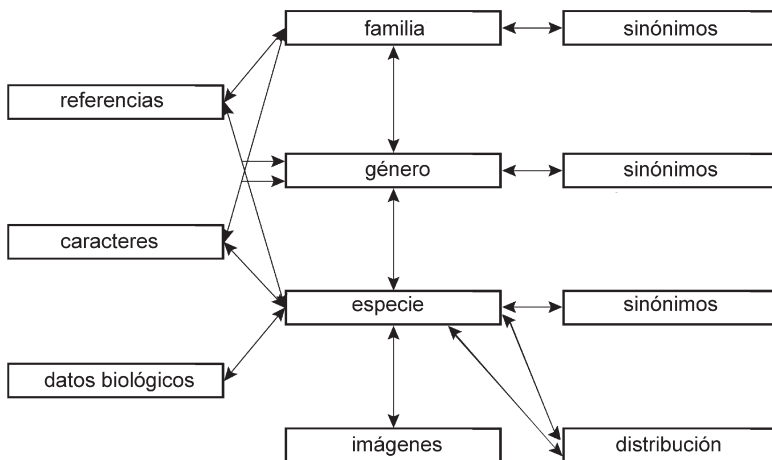 familia
sinónimos
referencias
género
sinónimos
caracteres
especie
sinónimos
datos biológicos
imágenes
distribución